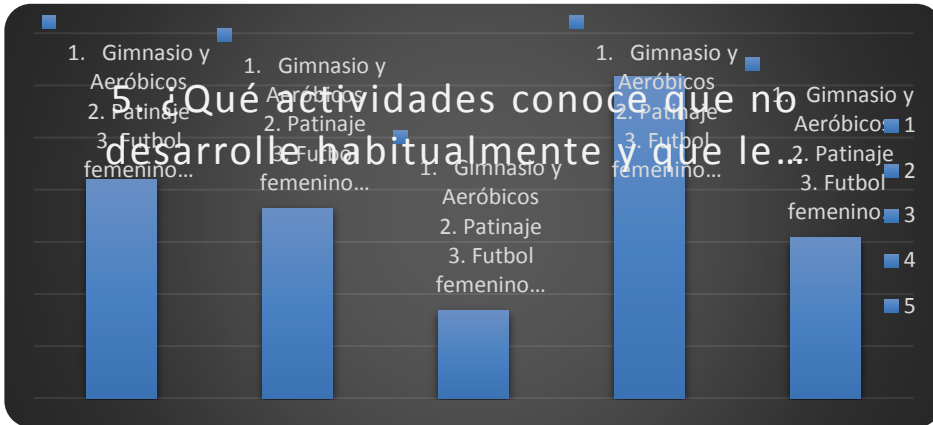 5. ¿Qué actividades conoce que no
desarrolle habitualmente y que le…
1. Gimnasio y
Aeróbicos
2. Patinaje
3. Futbol
femenino…
1. Gimnasio y
Aeróbicos
2. Patinaje
3. Futbol
femenino…
1. Gimnasio y
Aeróbicos
2. Patinaje
3. Futbol
femenino…
1. Gimnasio y
Aeróbicos
2. Patinaje
3. Futbol
femenino…
1. Gimnasio y
Aeróbicos
2. Patinaje
3. Futbol
femenino…
1
2
3
4
5